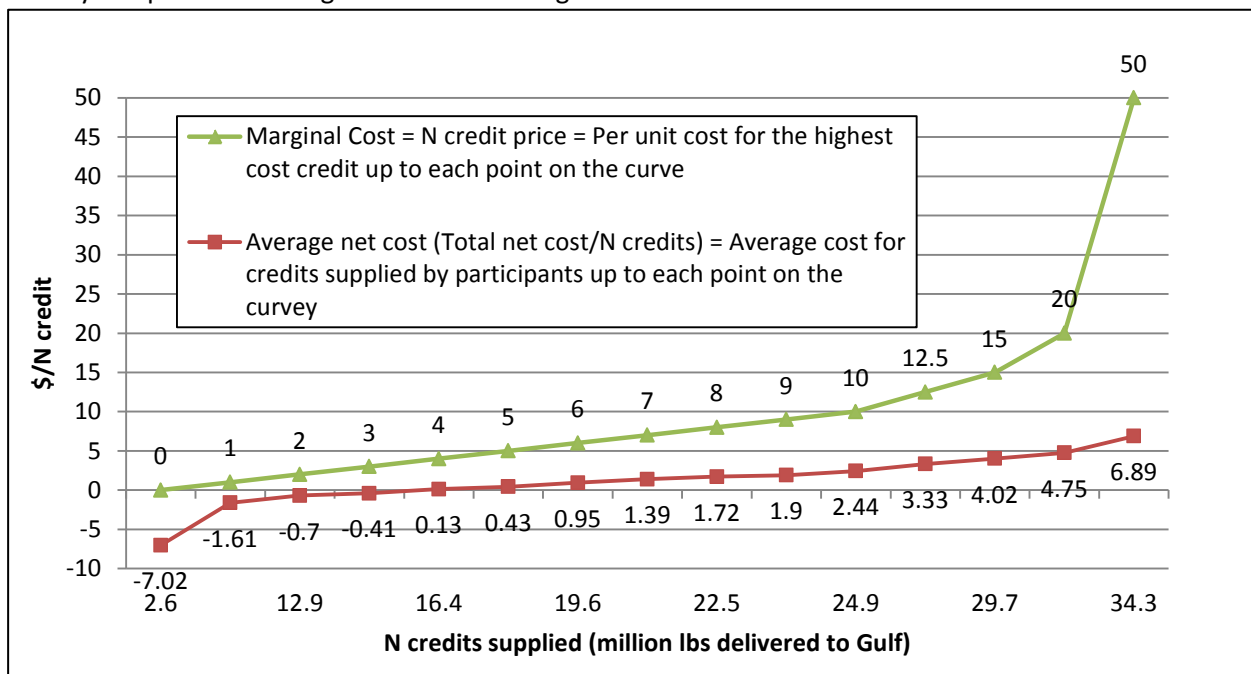 50
50
45
40
35
30
25
20
15
10
5
0
-5
-10
$/N credit
Marginal Cost = N credit price = Per unit cost for the highest
cost credit up to each point on the curve
Average net cost (Total net cost/N credits) = Average cost for
credits supplied by participants up to each point on the
curvey
0 1 2 3 4 5 6 7 8 9 10 12.5 15 20
-7.02 -1.61 -0.7 -0.41 0.13 0.43 0.95 1.39 1.72 1.9 2.44 3.33 4.02 4.75 6.89
2.6 12.9 16.4 19.6 22.5 24.9 29.7 34.3
N credits supplied (million lbs delivered to Gulf)